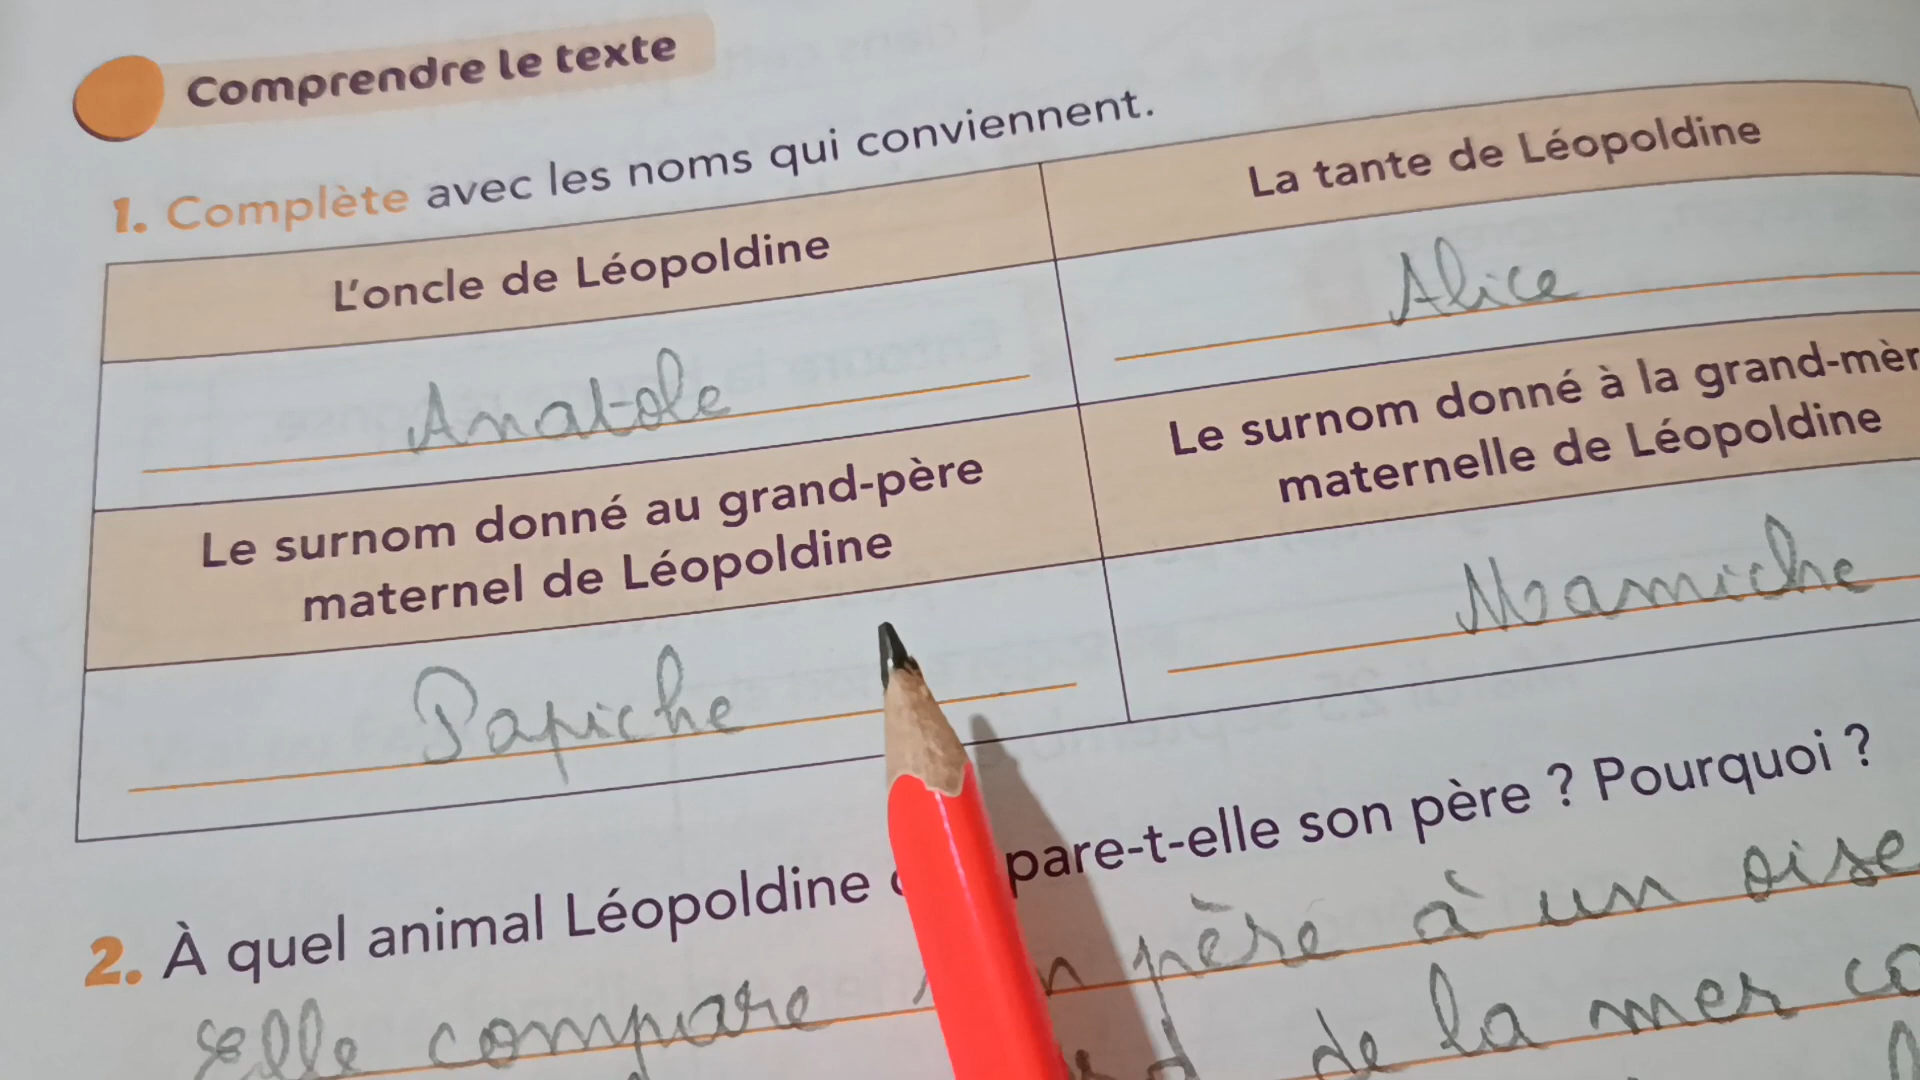 Comprendre le texte
1. Complète avec les noms qui conviennent.
L'oncle de Léopoldine
La tante de Léopoldine
Anatole
Alice
Le surnom donné au grand-père
maternel de Léopoldine
Le surnom donné à la grand-mèr
maternelle de Léopoldine
Papiche
Mamiche
2. À quel animal Léopoldine pare-t-elle son père ? Pourquoi ?
Elle compare père à un oise
de la mer co